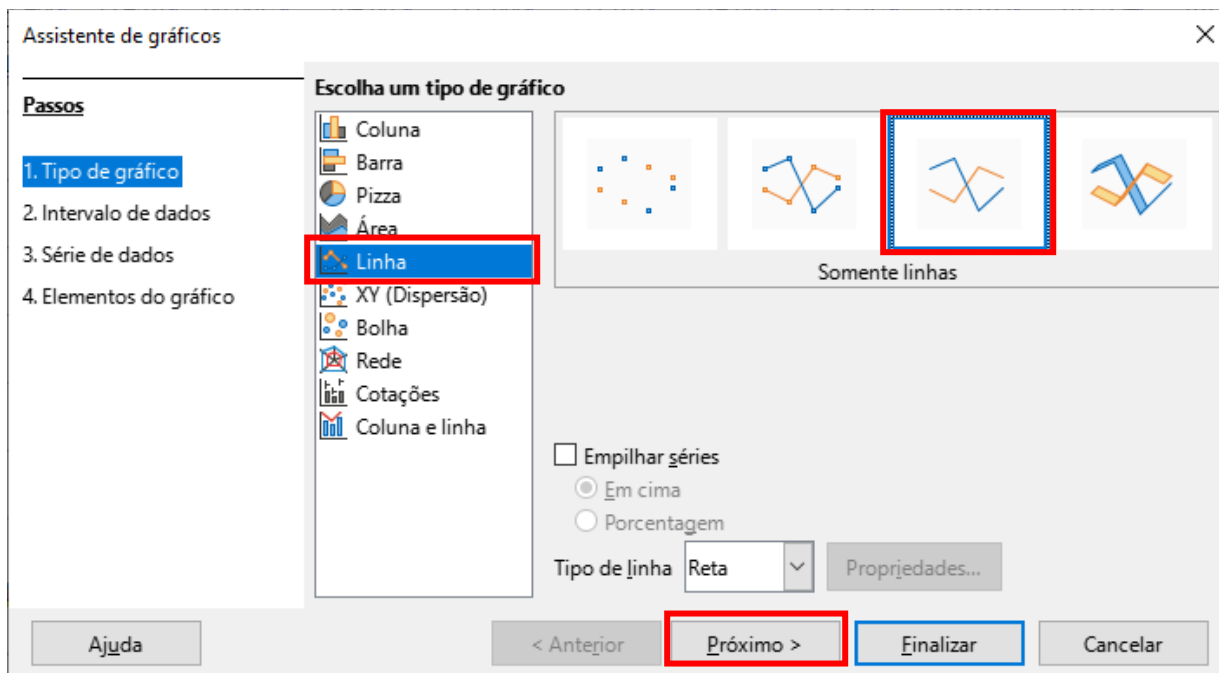 Assistente de gráficos
Passos
1. Tipo de gráfico
2. Intervalo de dados
3. Série de dados
4. Elementos do gráfico
Escolha um tipo de gráfico
Coluna
Barra
Pizza
Área
Linha
XY (Dispersão)
Bolha
Rede
Cotações
Coluna e linha
Somente linhas
Empilhar séries
Em cima
Porcentagem
Tipo de linha Reta Propriedades...
Ajuda < Anterior Próximo > Finalizar Cancelar